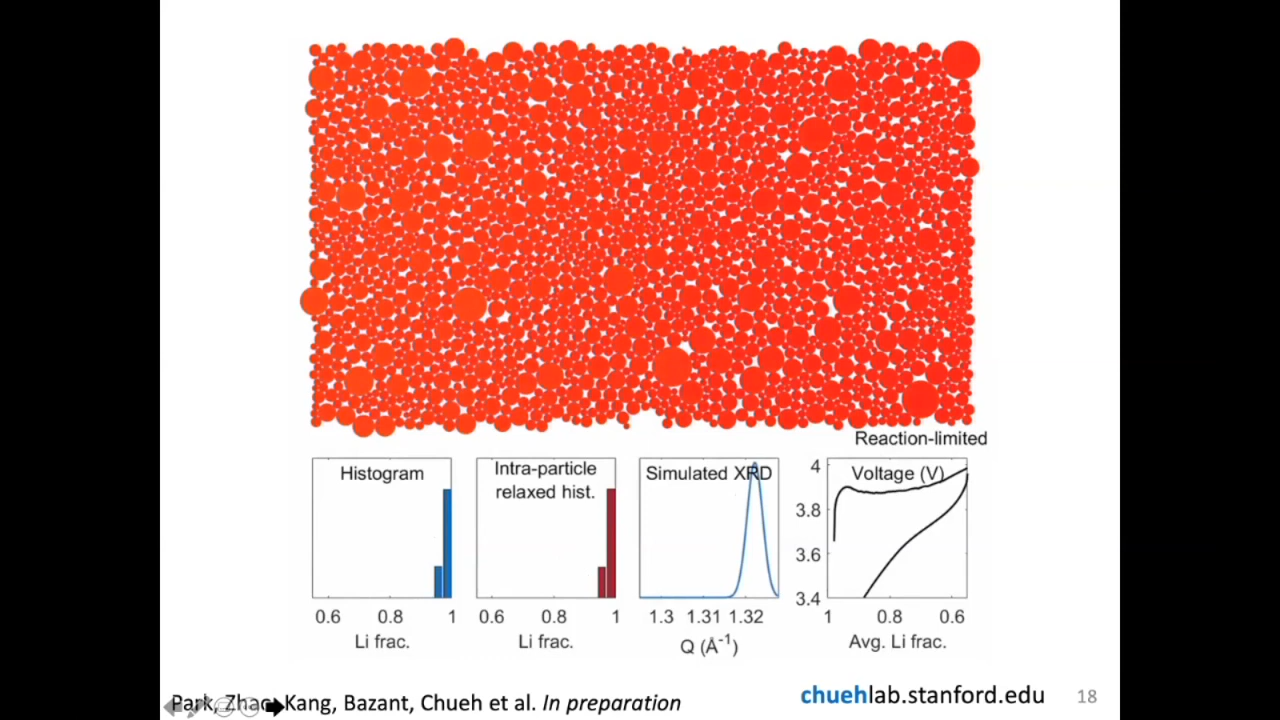 Reaction-limited
Histogram
0.6 0.8 1
Li frac.
Intra-particle
relaxed hist.
0.6 0.8 1
Li frac.
Simulated XRD
1.3 1.31 1.32
Q (Å⁻¹)
Voltage (V)
4
3.8
3.6
3.4
1 0.8 0.6
Avg. Li frac.
Park, Zhao, Kang, Bazant, Chueh et al. In preparation
chuehlab.stanford.edu
18